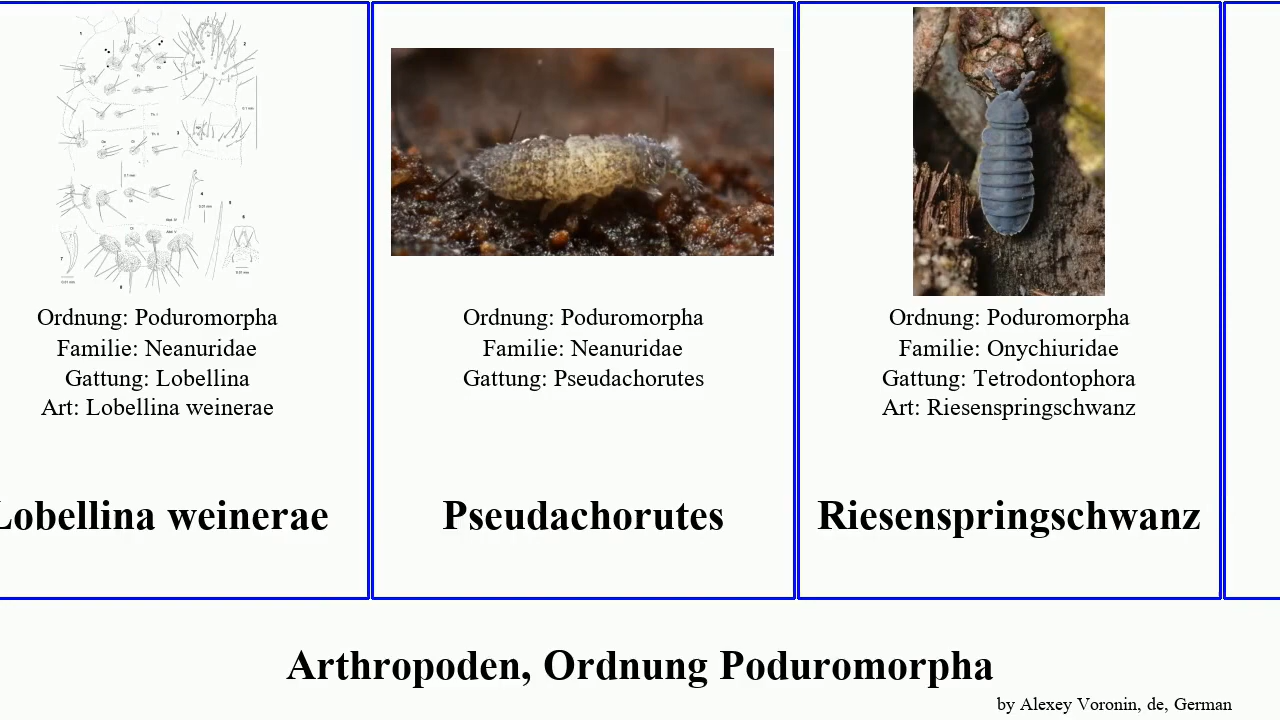 Ordnung: Poduromorpha
Familie: Neanuridae
Gattung: Lobellina
Art: Lobellina weinerae
Lobellina weinerae
Ordnung: Poduromorpha
Familie: Neanuridae
Gattung: Pseudachorutes
Pseudachorutes
Ordnung: Poduromorpha
Familie: Onychiuridae
Gattung: Tetrodontophora
Art: Riesenspringschwanz
Riesenspringschwanz
Arthropoden, Ordnung Poduromorpha
by Alexey Voronin, de, German